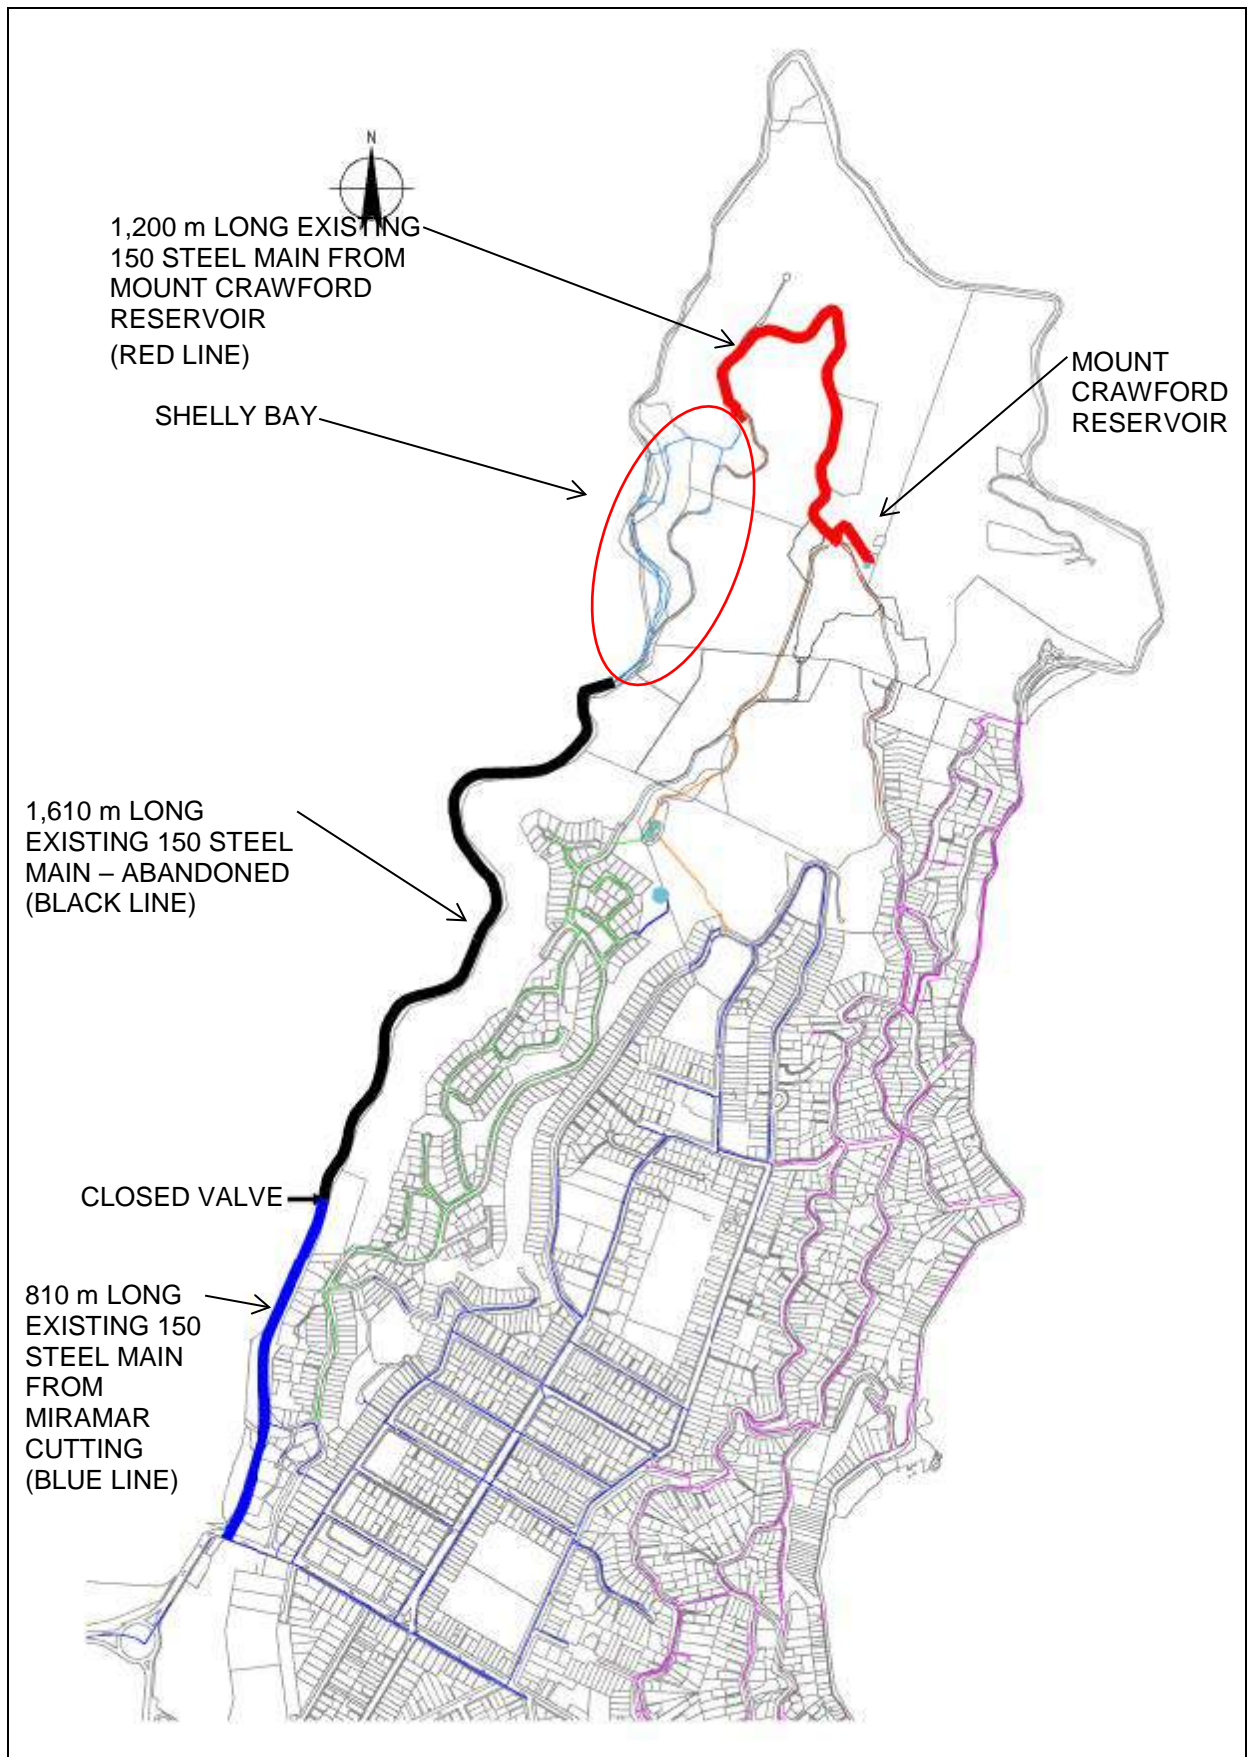 N
1,200 m LONG EXISTING
150 STEEL MAIN FROM
MOUNT CRAWFORD
RESERVOIR
(RED LINE)
SHELLY BAY
MOUNT
CRAWFORD
RESERVOIR
1,610 m LONG
EXISTING 150 STEEL
MAIN – ABANDONED
(BLACK LINE)
CLOSED VALVE
810 m LONG
EXISTING 150
STEEL MAIN
FROM
MIRAMAR
CUTTING
(BLUE LINE)